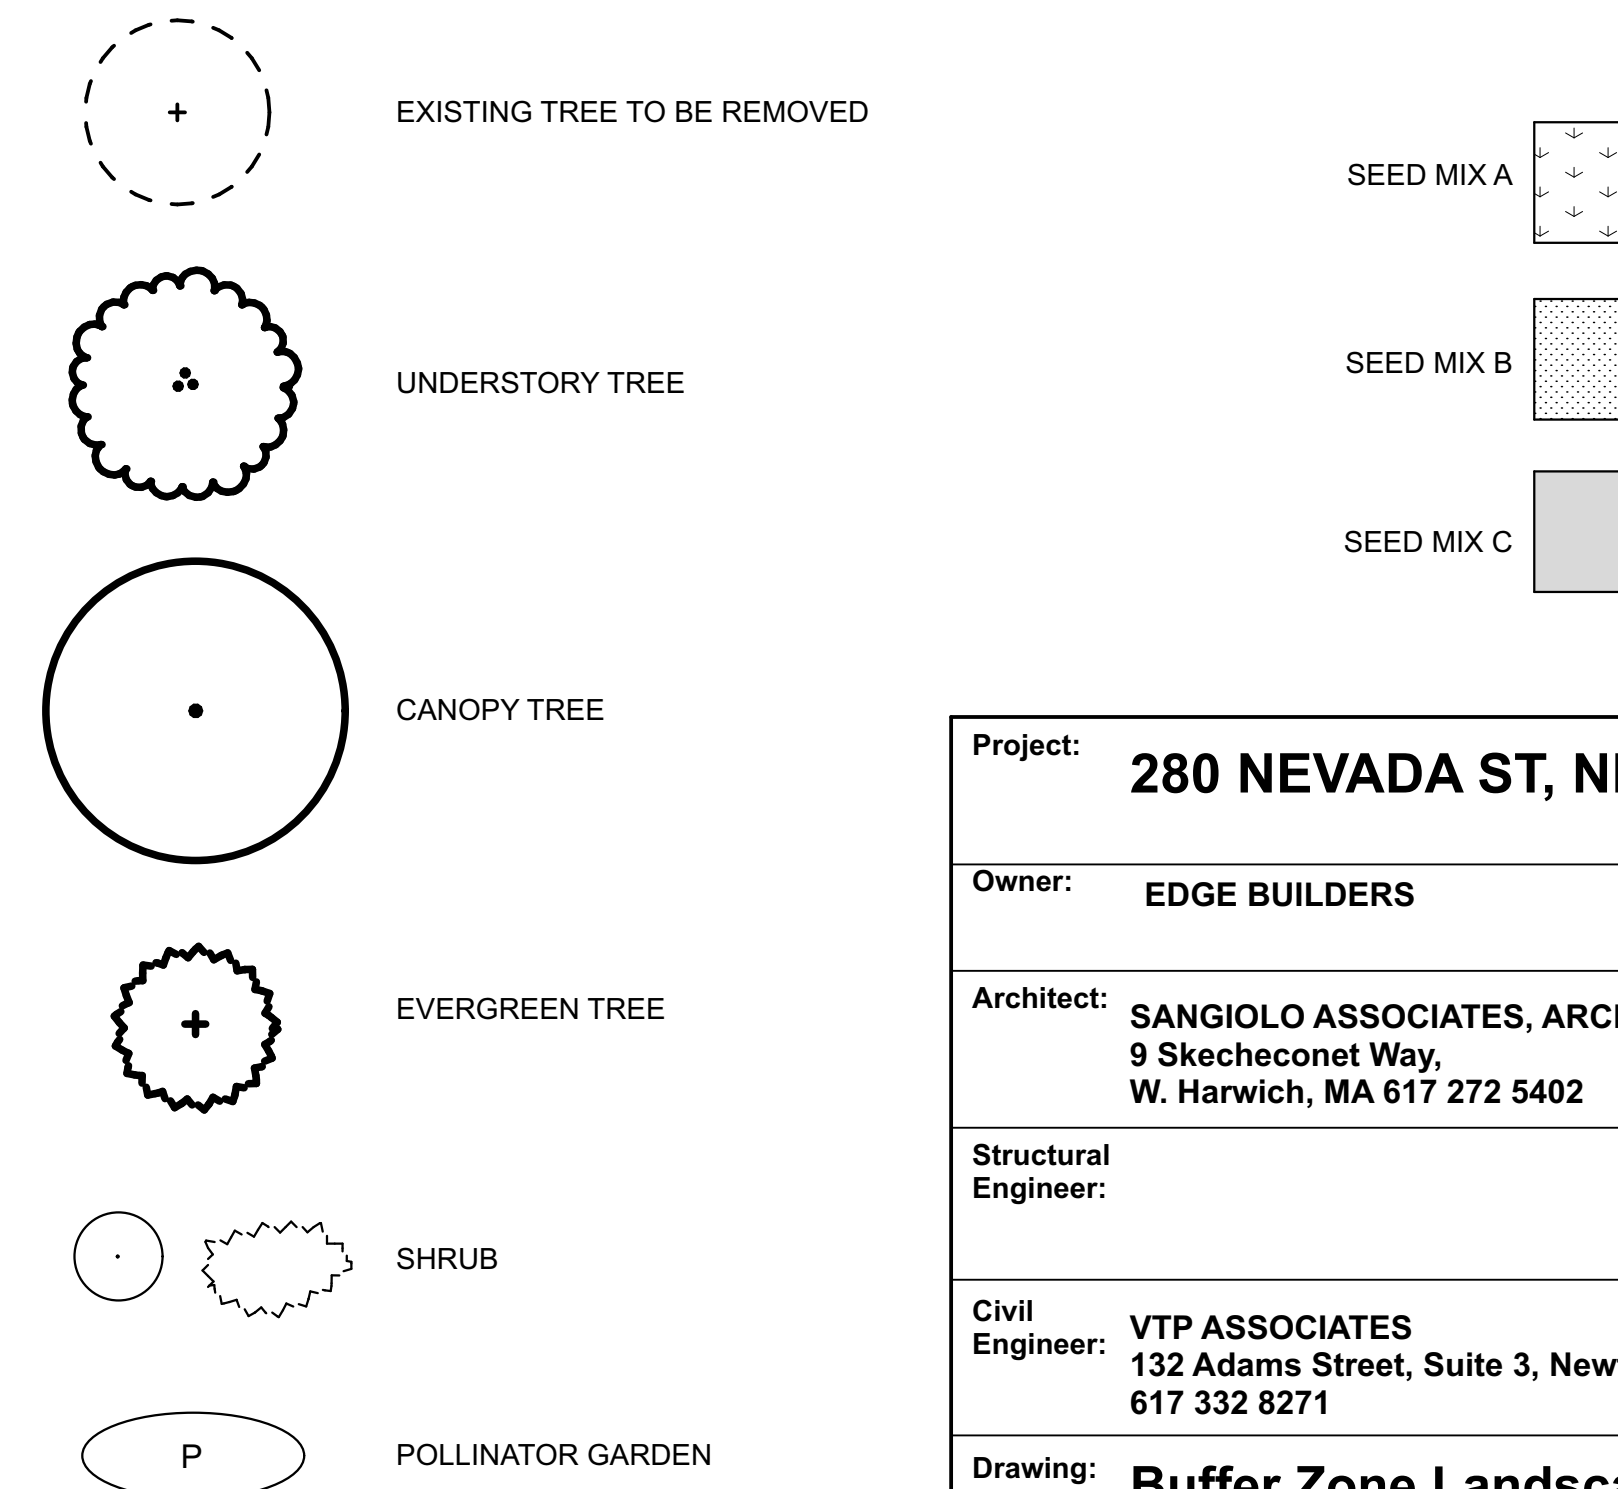 EXISTING TREE TO BE REMOVED
UNDERSTORY TREE
CANOPY TREE
EVERGREEN TREE
SHRUB
P
POLLINATOR GARDEN
SEED MIX A
SEED MIX B
SEED MIX C
Project:
280 NEVADA ST,
Owner:
EDGE BUILDERS
Architect:
SANGIOLO ASSOCIATES,
9 Skecheconet Way,
W. Harwich, MA 617 272 5402
Structural
Engineer:
Civil
Engineer:
VTP ASSOCIATES
132 Adams Street, Suite 3,
617 332 8271
Drawing:
Buffer Zone